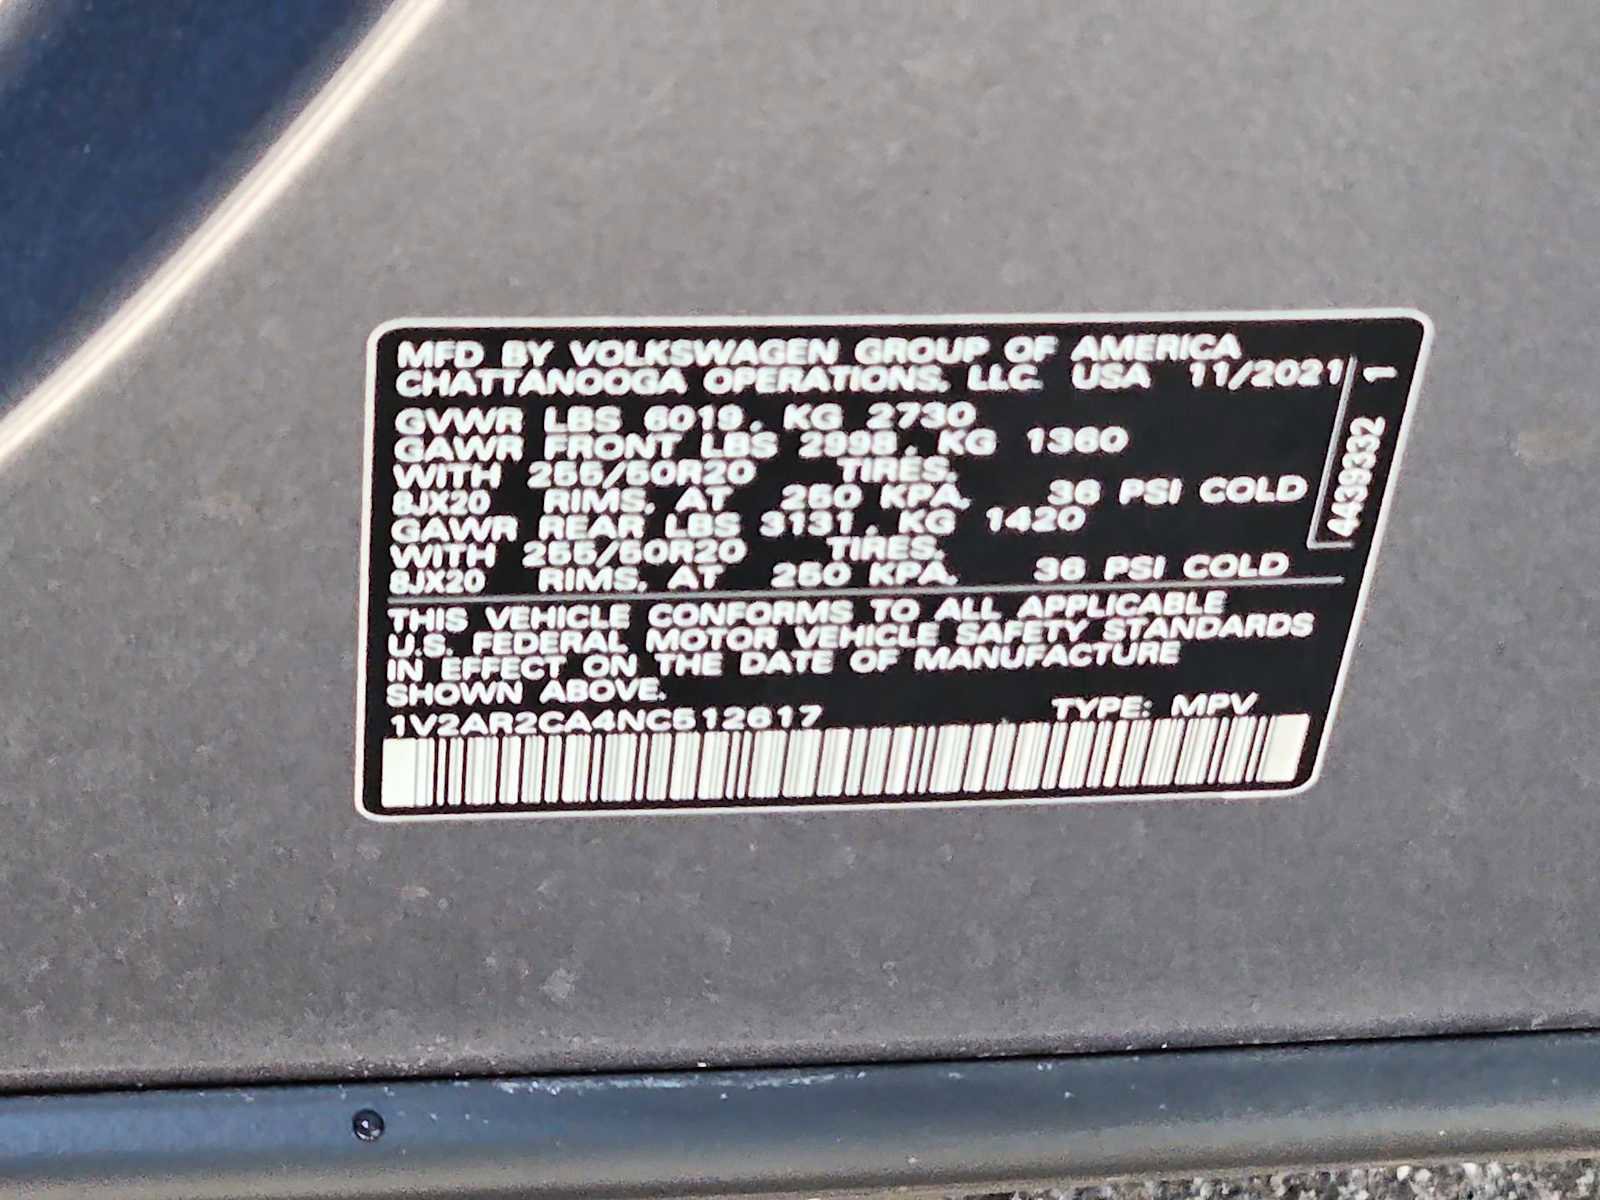 MFD BY VOLKSWAGEN GROUP OF AMERICA
CHATTANOOGA OPERATIONS, LLC USA 11/2021
GVWR LBS 6019, KG 2730
GAWR FRONT LBS 2998, KG 1360
WITH 255/50R20 TIRES,
8JX20 RIMS, AT 250 KPA, 36 PSI COLD
GAWR REAR LBS 3131, KG 1420
WITH 255/50R20 TIRES,
8JX20 RIMS, AT 250 KPA, 36 PSI COLD
THIS VEHICLE CONFORMS TO ALL APPLICABLE
U.S. FEDERAL MOTOR VEHICLE SAFETY STANDARDS
IN EFFECT ON THE DATE OF MANUFACTURE
SHOWN ABOVE.
1V2AR2CA4NC512617 TYPE: MPV
4439332 1